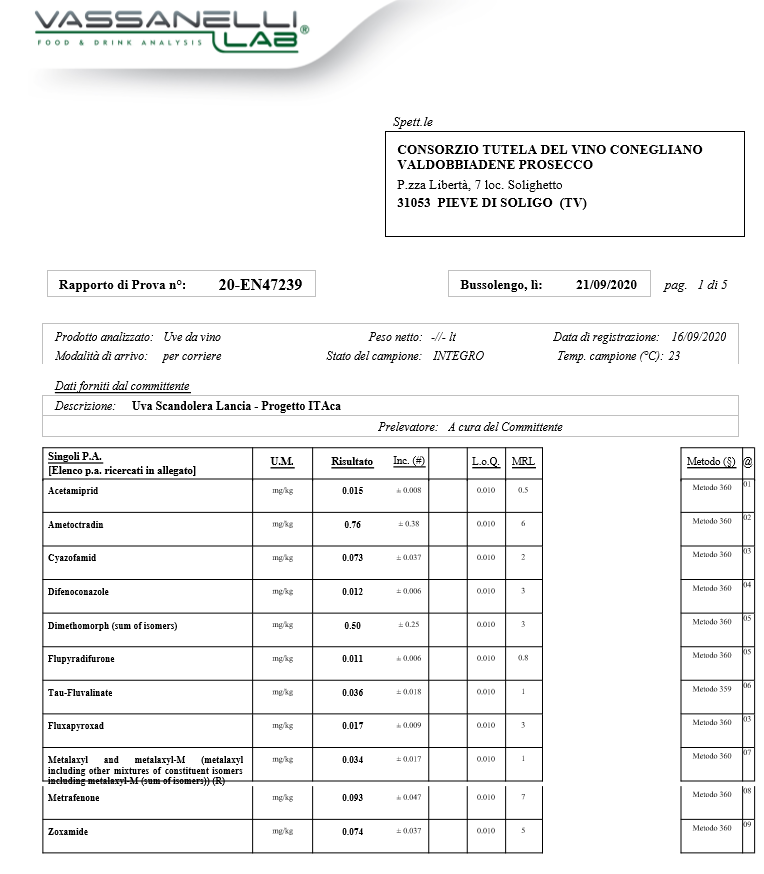 VASSANELLI
FOOD & DRINK ANALYSIS LAB®
Spett.le
CONSORZIO TUTELA DEL VINO CONEGLIANO
VALDOBBIADENE PROSECCO
P.zza Libertà, 7 loc. Solighetto
31053 PIEVE DI SOLIGO (TV)
Rapporto di Prova n°: 20-EN47239 Bussolengo, lì: 21/09/2020 pag. 1 di 5
Prodotto analizzato: Uve da vino Peso netto: -//- lt Data di registrazione: 16/09/2020
Modalità di arrivo: per corriere Stato del campione: INTEGRO Temp. campione (°C): 23
Dati forniti dal committente
Descrizione: Uva Scandolera Lancia - Progetto ITAca
Prelevatore: A cura del Committente
Singoli P.A.
[Elenco p.a. ricercati in allegato] U.M. Risultato Inc. (#) L.o.Q. MRL Metodo (§) @
Acetamiprid mg/kg 0.015 ± 0.008 0.010 0.5 Metodo 360 01
Ametoctradin mg/kg 0.76 ± 0.38 0.010 6 Metodo 360 02
Cyazofamid mg/kg 0.073 ± 0.037 0.010 2 Metodo 360 03
Difenoconazole mg/kg 0.012 ± 0.006 0.010 3 Metodo 360 04
Dimethomorph (sum of isomers) mg/kg 0.50 ± 0.25 0.010 3 Metodo 360 05
Flupyradifurone mg/kg 0.011 ± 0.006 0.010 0.8 Metodo 360 05
Tau-Fluvalinate mg/kg 0.036 ± 0.018 0.010 1 Metodo 359 06
Fluxapyroxad mg/kg 0.017 ± 0.009 0.010 3 Metodo 360 03
Metalaxyl and metalaxyl-M (metalaxyl mg/kg 0.034 ± 0.017 0.010 1 Metodo 360 07
including other mixtures of constituent isomers
including metalaxyl-M (sum of isomers)) (R)
Metrafenone mg/kg 0.093 ± 0.047 0.010 7 Metodo 360 08
Zoxamide mg/kg 0.074 ± 0.037 0.010 5 Metodo 360 09